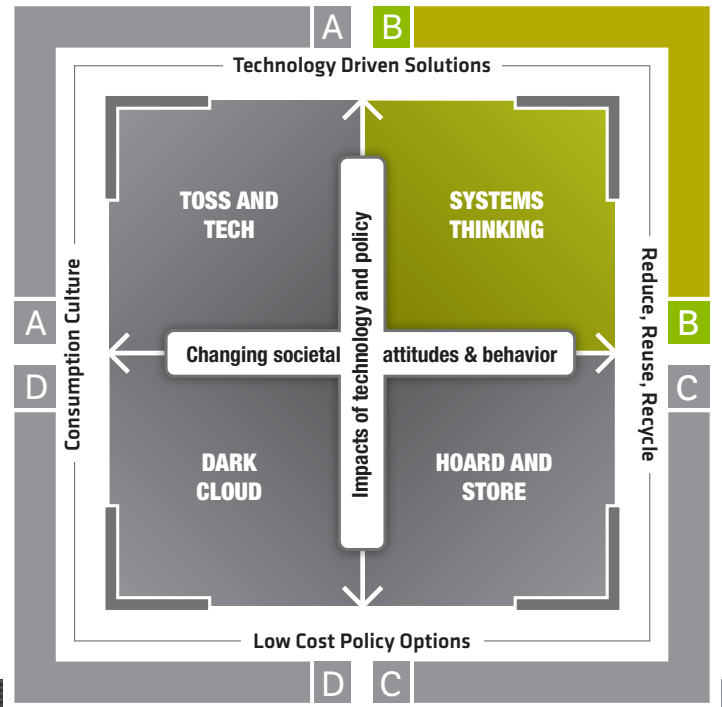 A B
Technology Driven Solutions
TOSS AND
TECH
SYSTEMS
THINKING
Impacts of technology and policy
Consumption Culture
Reduce, Reuse, Recycle
A
B
Changing societal attitudes & behavior
D
C
DARK
CLOUD
HOARD AND
STORE
Low Cost Policy Options
D C